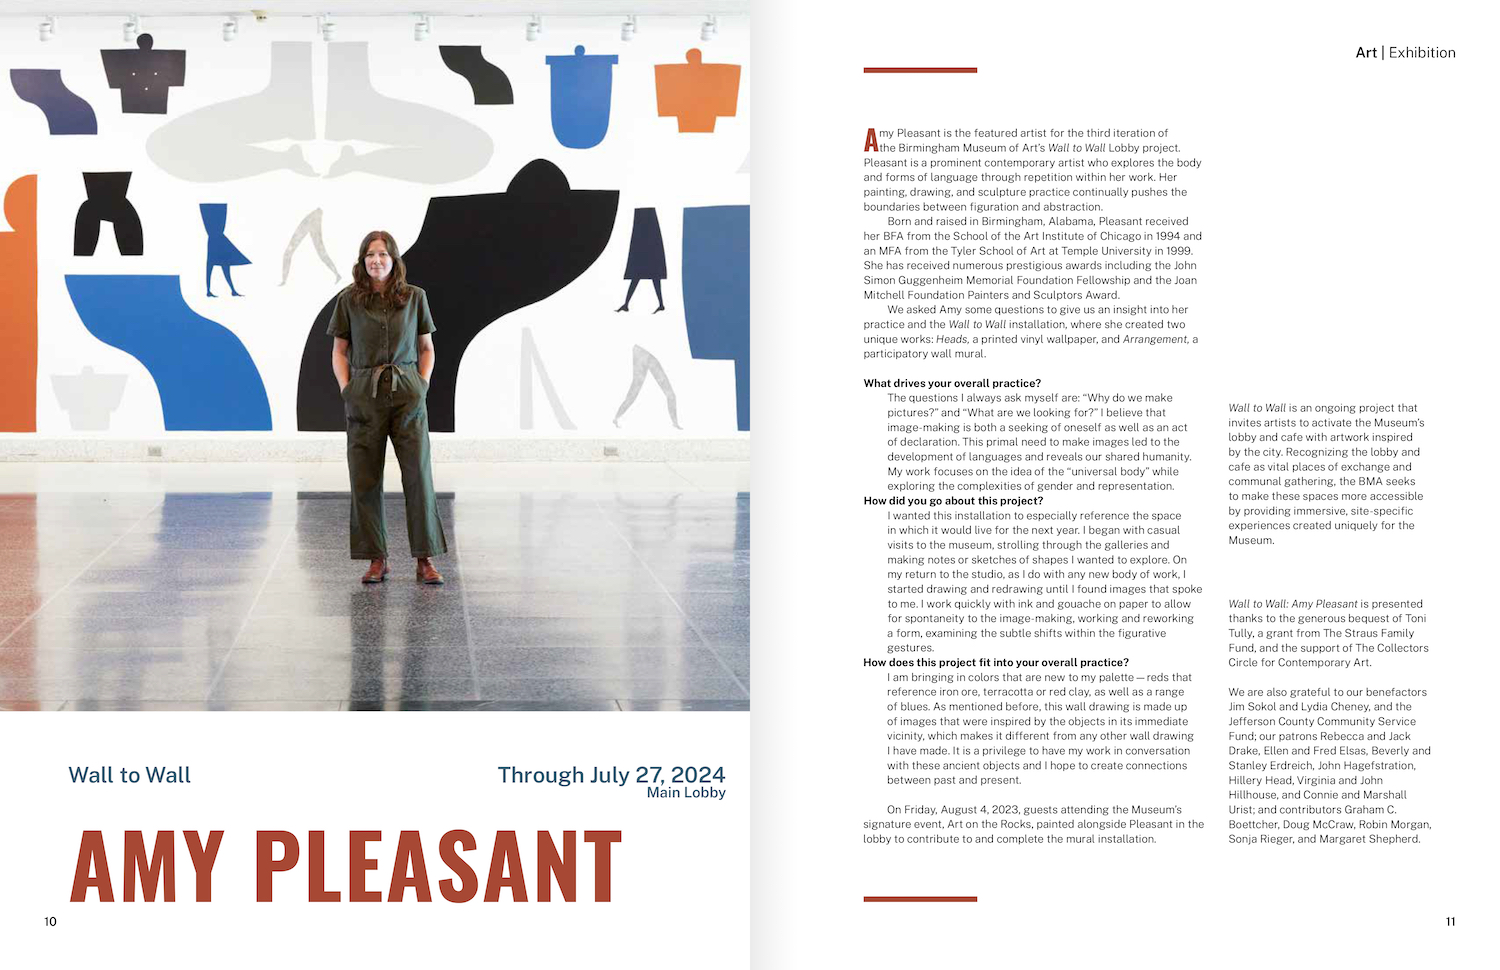 Wall to Wall
Through July 27, 2024
Main Lobby
AMY PLEASANT
10
Art | Exhibition
Amy Pleasant is the featured artist for the third iteration of
the Birmingham Museum of Art's Wall to Wall Lobby project.
Pleasant is a prominent contemporary artist who explores the body
and forms of language through repetition within her work. Her
painting, drawing, and sculpture practice continually pushes the
boundaries between figuration and abstraction.
Born and raised in Birmingham, Alabama, Pleasant received
her BFA from the School of the Art Institute of Chicago in 1994 and
an MFA from the Tyler School of Art at Temple University in 1999.
She has received numerous prestigious awards including the John
Simon Guggenheim Memorial Foundation Fellowship and the Joan
Mitchell Foundation Painters and Sculptors Award.
We asked Amy some questions to give us an insight into her
practice and the Wall to Wall installation, where she created two
unique works: Heads, a printed vinyl wallpaper, and Arrangement, a
participatory wall mural.
What drives your overall practice?
The questions I always ask myself are: “Why do we make
pictures?” and “What are we looking for?” I believe that
image-making is both a seeking of oneself as well as an act
of declaration. This primal need to make images led to the
development of languages and reveals our shared humanity.
My work focuses on the idea of the “universal body” while
exploring the complexities of gender and representation.
How did you go about this project?
I wanted this installation to especially reference the space
in which it would live for the next year. I began with casual
visits to the museum, strolling through the galleries and
making notes or sketches of shapes I wanted to explore. On
my return to the studio, as I do with any new body of work, I
started drawing and redrawing until I found images that spoke
to me. I work quickly with ink and gouache on paper to allow
for spontaneity to the image-making, working and reworking
a form, examining the subtle shifts within the figurative
gestures.
How does this project fit into your overall practice?
I am bringing in colors that are new to my palette — reds that
reference iron ore, terracotta or red clay, as well as a range
of blues. As mentioned before, this wall drawing is made up
of images that were inspired by the objects in its immediate
vicinity, which makes it different from any other wall drawing
I have made. It is a privilege to have my work in conversation
with these ancient objects and I hope to create connections
between past and present.
On Friday, August 4, 2023, guests attending the Museum's
signature event, Art on the Rocks, painted alongside Pleasant in the
lobby to contribute to and complete the mural installation.
Wall to Wall is an ongoing project that
invites artists to activate the Museum's
lobby and cafe with artwork inspired
by the city. Recognizing the lobby and
cafe as vital places of exchange and
communal gathering, the BMA seeks
to make these spaces more accessible
by providing immersive, site-specific
experiences created uniquely for the
Museum.
Wall to Wall: Amy Pleasant is presented
thanks to the generous bequest of Toni
Tully, a grant from The Straus Family
Fund, and the support of The Collectors
Circle for Contemporary Art.
We are also grateful to our benefactors
Jim Sokol and Lydia Cheney, and the
Jefferson County Community Service
Fund; our patrons Rebecca and Jack
Drake, Ellen and Fred Elsas, Beverly and
Stanley Erdreich, John Hagefstration,
Hillery Head, Virginia and John
Hillhouse, and Connie and Marshall
Urist; and contributors Graham C.
Boettcher, Doug McCraw, Robin Morgan,
Sonja Rieger, and Margaret Shepherd.
11